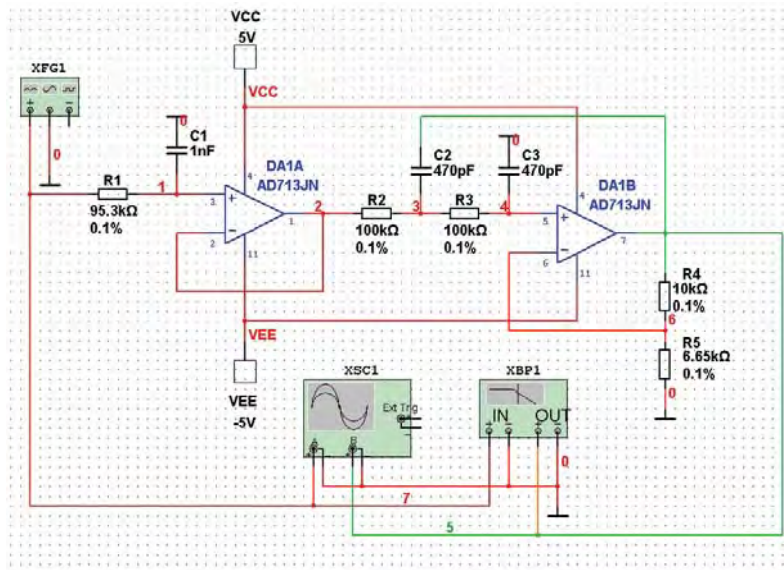 VCC
5V
XFG1
VCC
0
C1
1nF
0
C2
470pF
0
C3
470pF
DA1A
AD713JN
DA1B
AD713JN
0
R1
1
95.3kΩ
0.1%
4
3
2
1
11
2
R2
100kΩ
0.1%
3
R3
100kΩ
0.1%
4
4
5
6
7
11
R4
10kΩ
0.1%
6
R5
6.65kΩ
0.1%
0
VEE
VEE
-5V
XSC1
Ext Trig
A
B
XBP1
IN
OUT
0
7
5